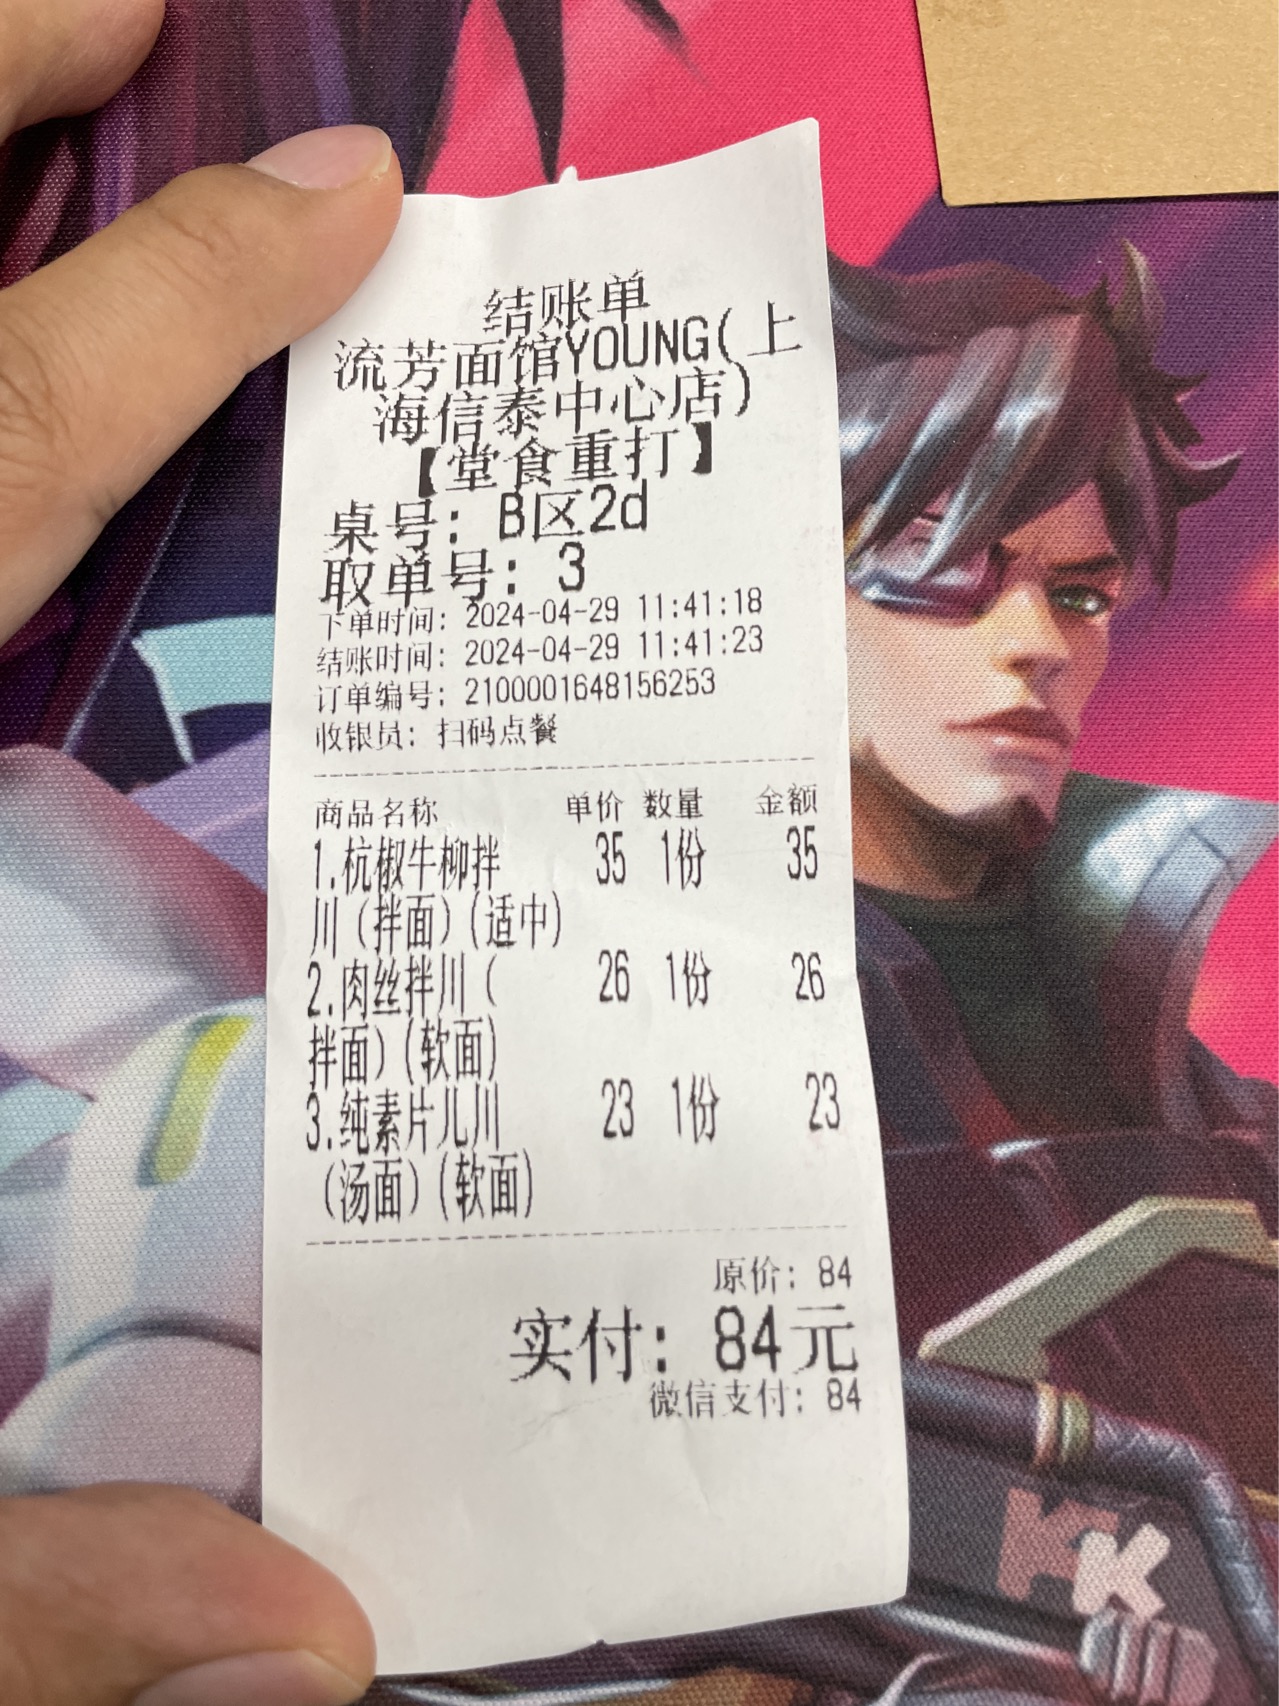 结账单
流芳面馆YOUNG(上
海信泰中心店)
【堂食重打】
桌号: B区2d
取单号: 3
下单时间: 2024-04-29 11:41:18
结账时间: 2024-04-29 11:41:23
订单编号: 2100001648156253
收银员: 扫码点餐
商品名称 单价 数量 金额
1.杭椒牛柳拌 35 1份 35
川(拌面)(适中)
2.肉丝拌川( 26 1份 26
拌面)(软面)
3.纯素片儿川 23 1份 23
(汤面)(软面)
原价: 84
实付: 84元
微信支付: 84
KK